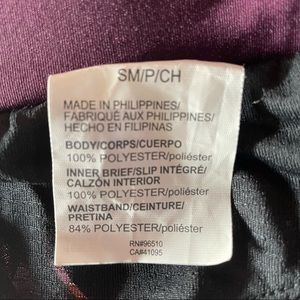 SM/P/CH
MADE IN PHILIPPINES/
FABRIQUÉ AUX PHILIPPINES/
HECHO EN FILIPINAS
BODY/CORPS/CUERPO
100% POLYESTER/poliéster
INNER BRIEF/SLIP INTÉGRÉ/
CALZÓN INTERIOR
100% POLYESTER/poliéster
WAISTBAND/CEINTURE/
PRETINA
84% POLYESTER/poliéster
RN#96510
CA#41095